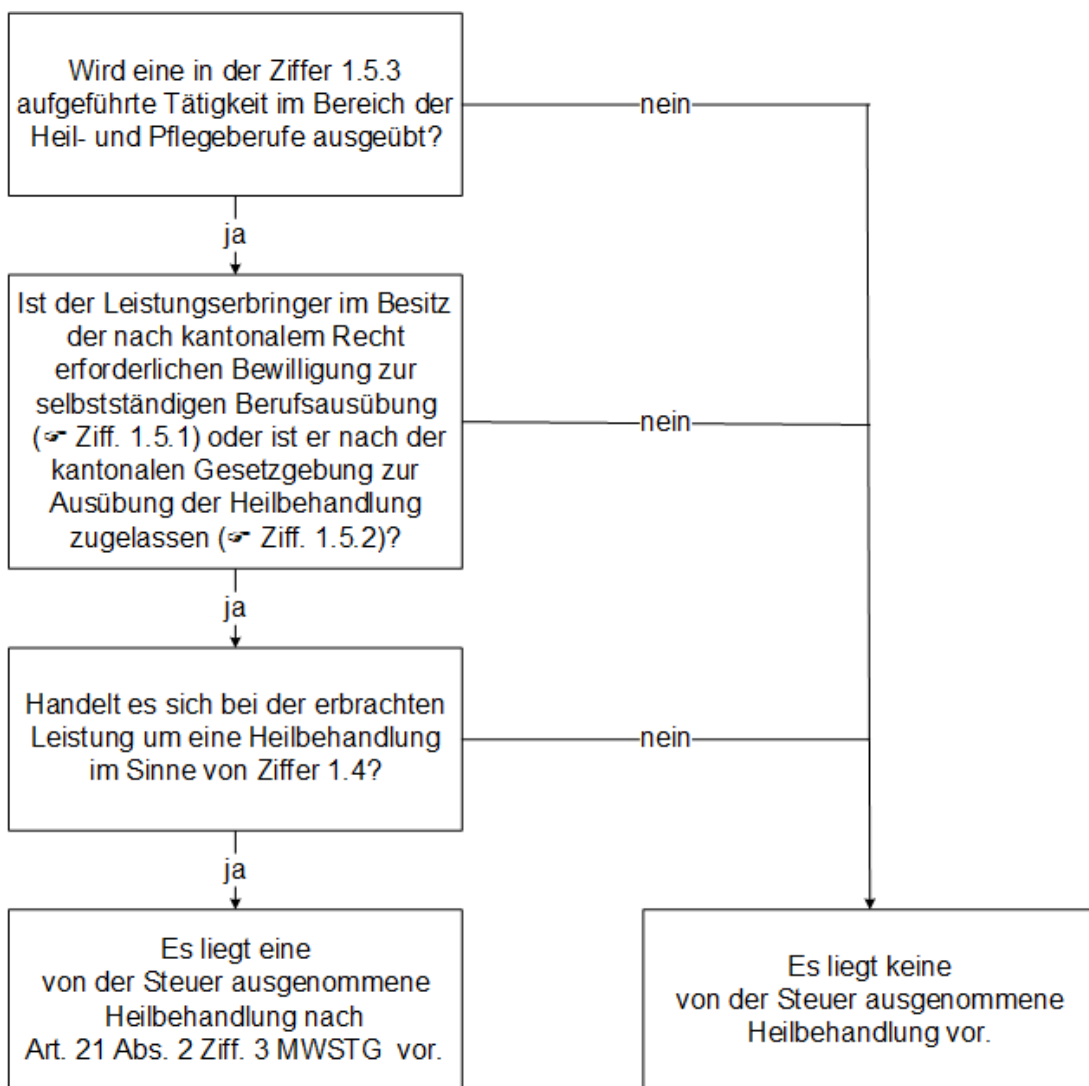 Wird eine in der Ziffer 1.5.3
aufgeführte Tätigkeit im Bereich der
Heil- und Pflegeberufe ausgeübt?
nein
ja
Ist der Leistungserbringer im Besitz
der nach kantonalem Recht
erforderlichen Bewilligung zur
selbstständigen Berufsausübung
(☞ Ziff. 1.5.1) oder ist er nach der
kantonalen Gesetzgebung zur
Ausübung der Heilbehandlung
zugelassen (☞ Ziff. 1.5.2)?
nein
ja
Handelt es sich bei der erbrachten
Leistung um eine Heilbehandlung
im Sinne von Ziffer 1.4?
nein
ja
Es liegt eine
von der Steuer ausgenommene
Heilbehandlung nach
Art. 21 Abs. 2 Ziff. 3 MWSTG vor.
Es liegt keine
von der Steuer ausgenommene
Heilbehandlung vor.